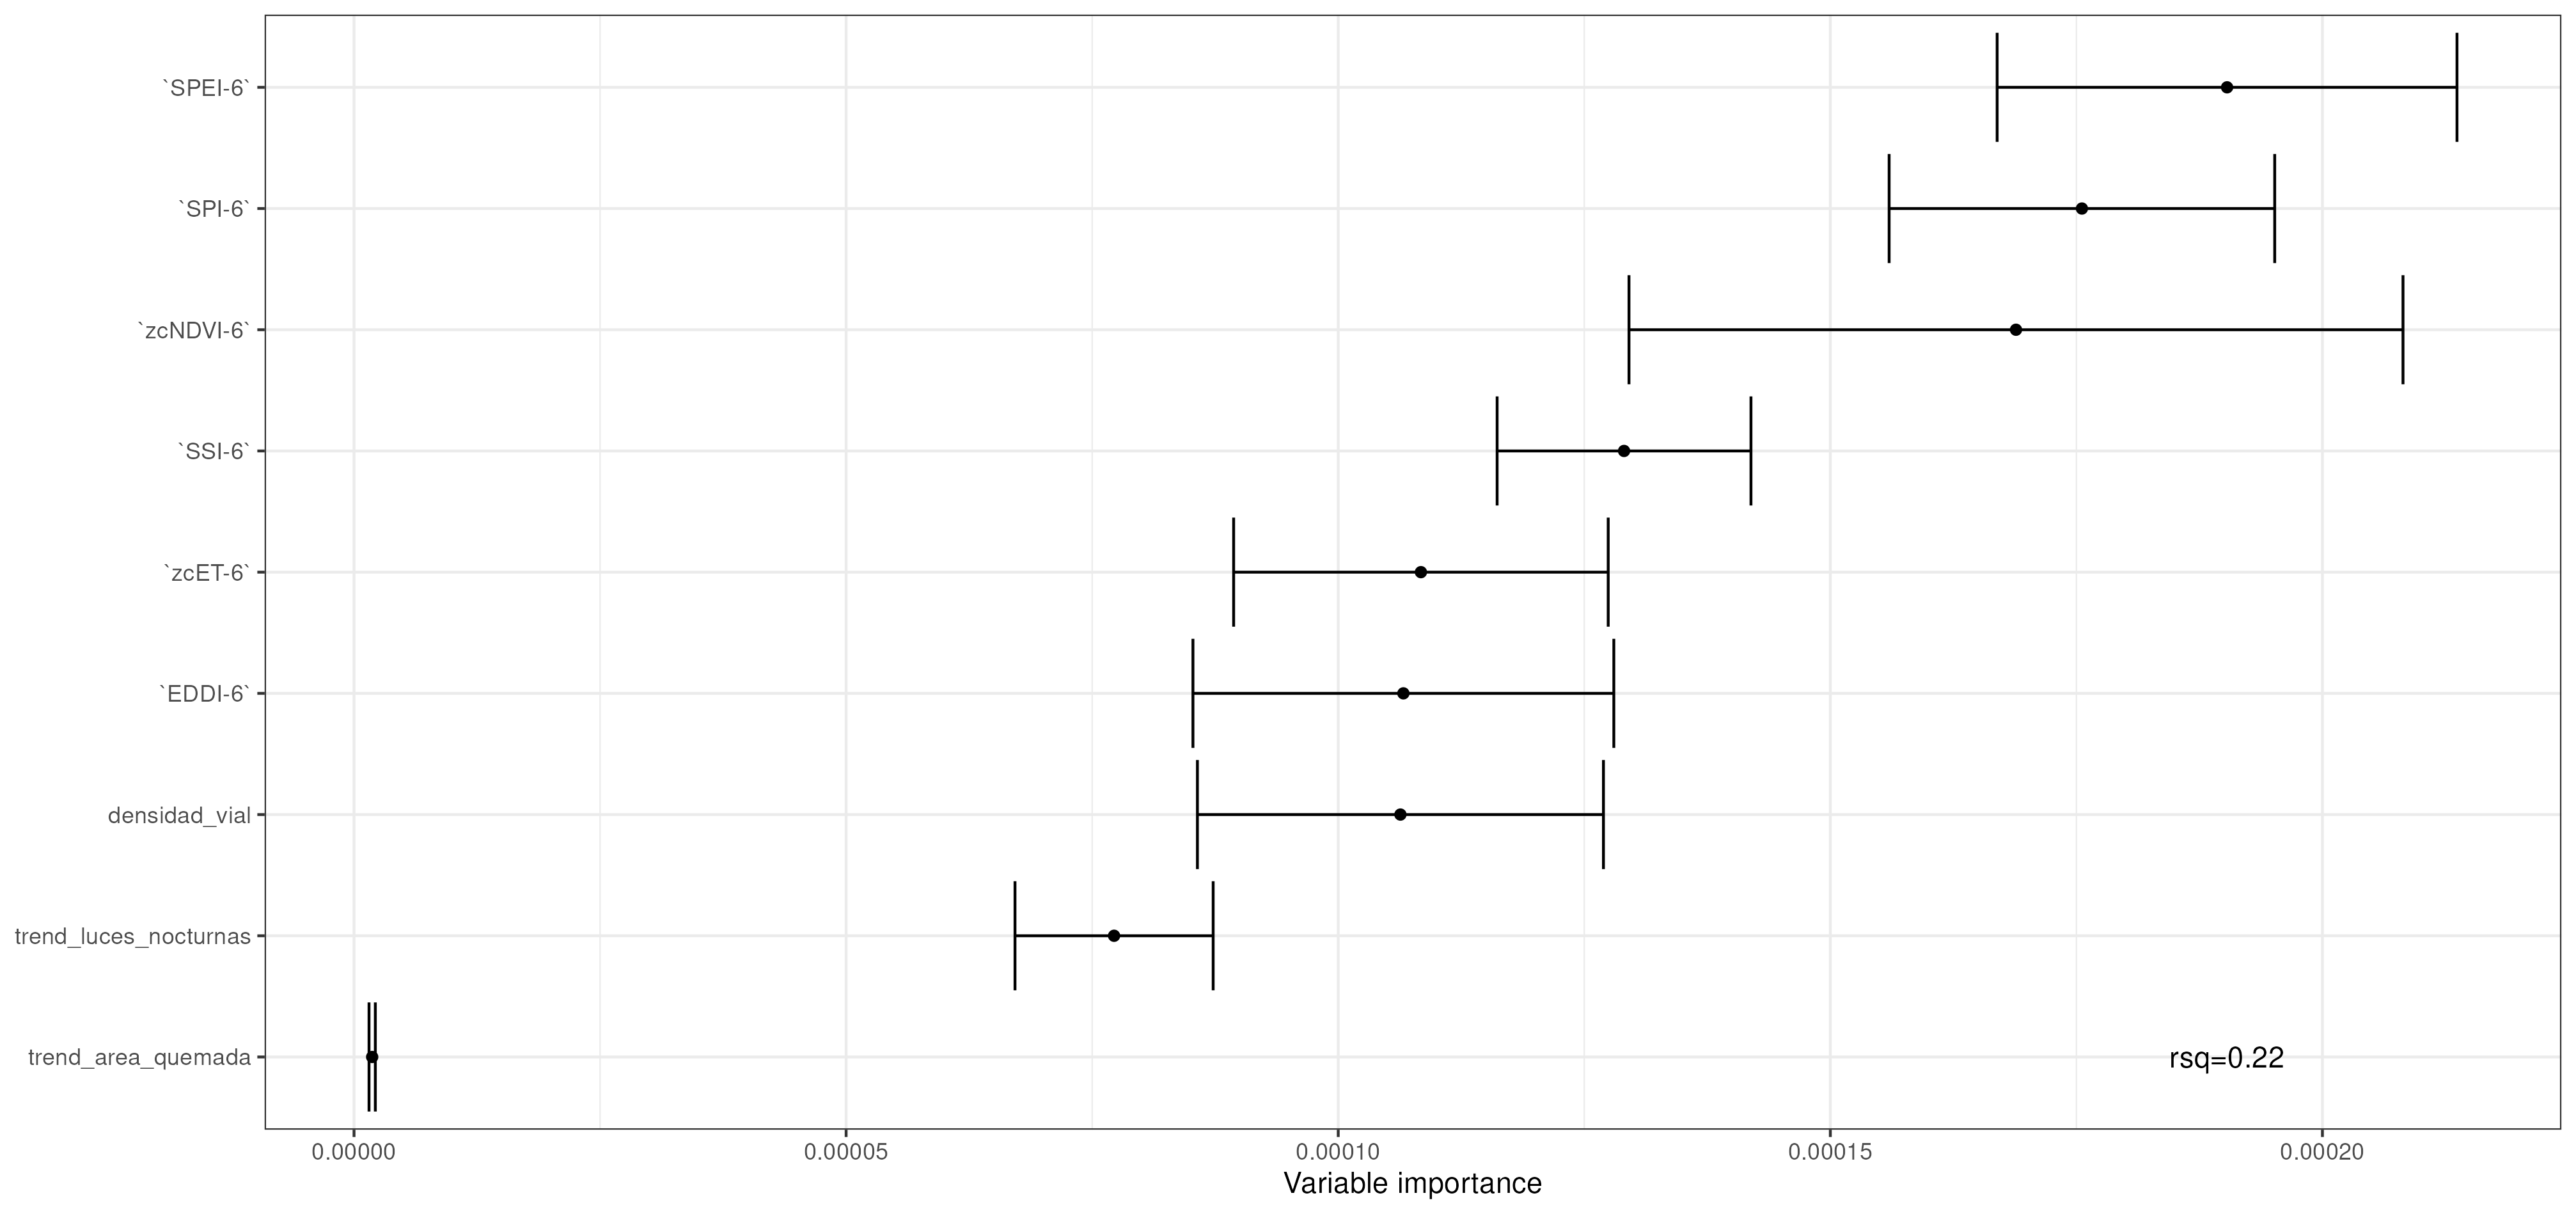 `SPEI-6`
`SPI-6`
`zcNDVI-6`
`SSI-6`
`zcET-6`
`EDDI-6`
densidad_vial
trend_luces_nocturnas
trend_area_quemada
rsq=0.22
0.00000 0.00005 0.00010 0.00015 0.00020
Variable importance